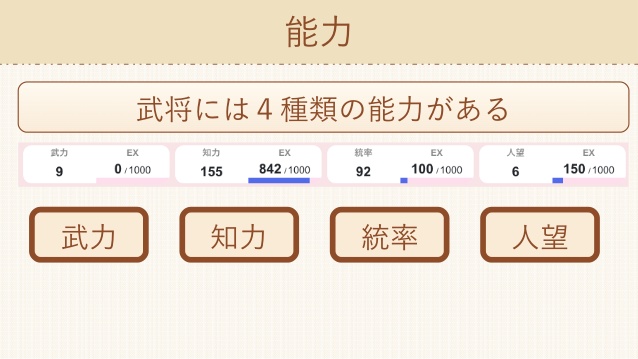 能力
武将には4種類の能力がある
武力 EX 知力 EX 統率 EX 人望 EX
9 0/1000 155 842/1000 92 100/1000 6 150/1000
武力 知力 統率 人望